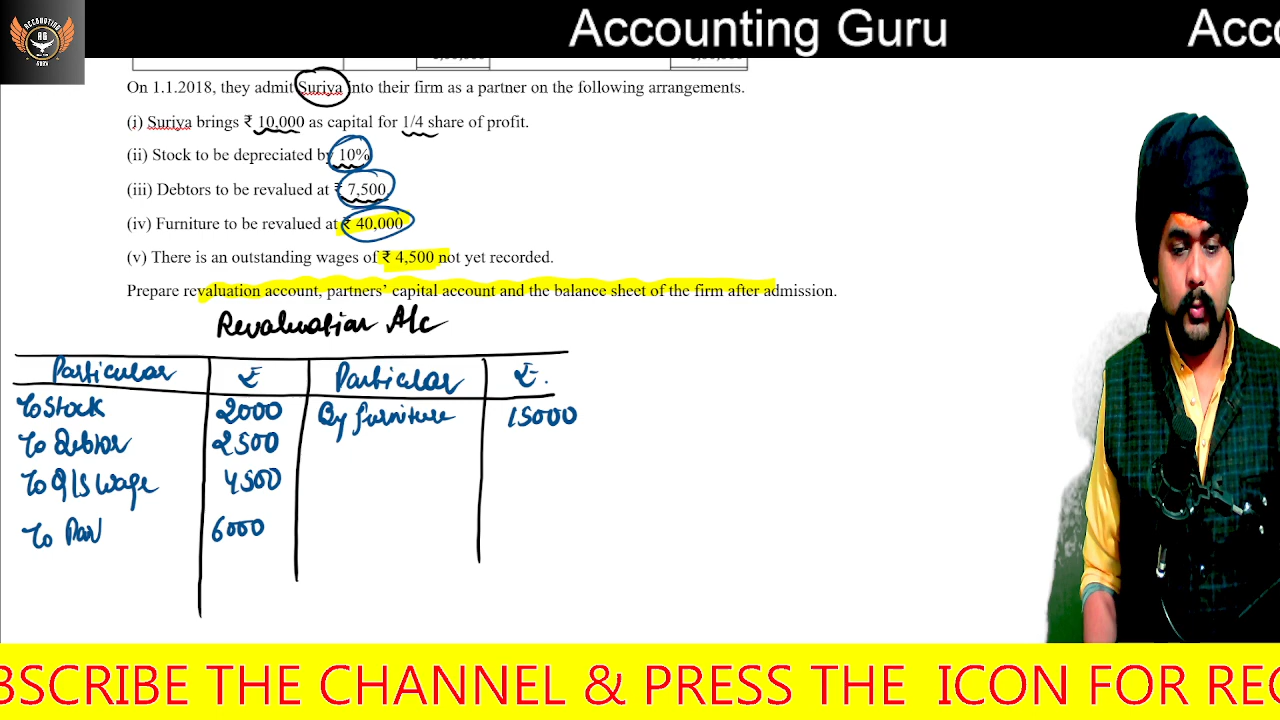 Accounting Guru
Acco
ACCOUNTING
AG
GURU
On 1.1.2018, they admit Suriya into their firm as a partner on the following arrangements.
(i) Suriya brings ₹ 10,000 as capital for 1/4 share of profit.
(ii) Stock to be depreciated by 10%
(iii) Debtors to be revalued at ₹ 7,500
(iv) Furniture to be revalued at ₹ 40,000
(v) There is an outstanding wages of ₹ 4,500 not yet recorded.
Prepare revaluation account, partners’ capital account and the balance sheet of the firm after admission.
Revaluation A/c
Particular ₹ Particular ₹.
To Stock 2000 By furniture 15000
To Debtor 2500
To O/S wage 4500
To 6000
BSCRIBE THE CHANNEL & PRESS THE ICON FOR REC